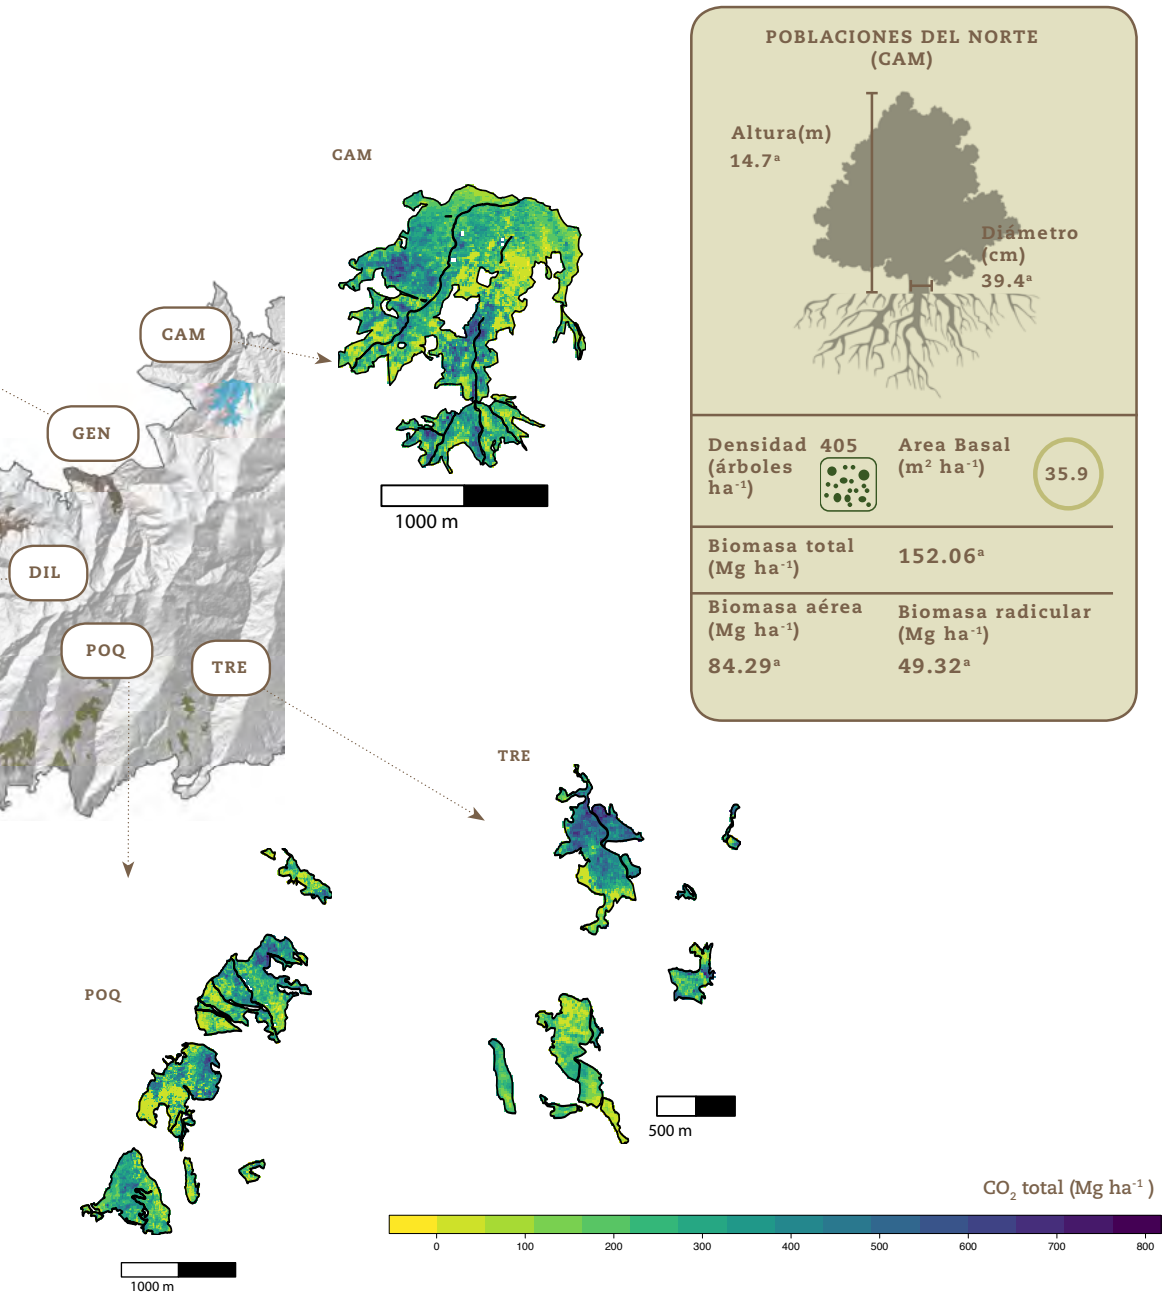 POBLACIONES DEL NORTE
(CAM)
Altura(m)
14.7ᵃ
Diámetro
(cm)
39.4ᵃ
Densidad 405
(árboles
ha⁻¹)
Area Basal
(m² ha⁻¹)
35.9
Biomasa total
(Mg ha⁻¹)
152.06ᵃ
Biomasa aérea
(Mg ha⁻¹)
84.29ᵃ
Biomasa radicular
(Mg ha⁻¹)
49.32ᵃ
CAM
1000 m
CAM
GEN
DIL
POQ
TRE
TRE
500 m
POQ
1000 m
CO₂ total (Mg ha⁻¹ )
0 100 200 300 400 500 600 700 800